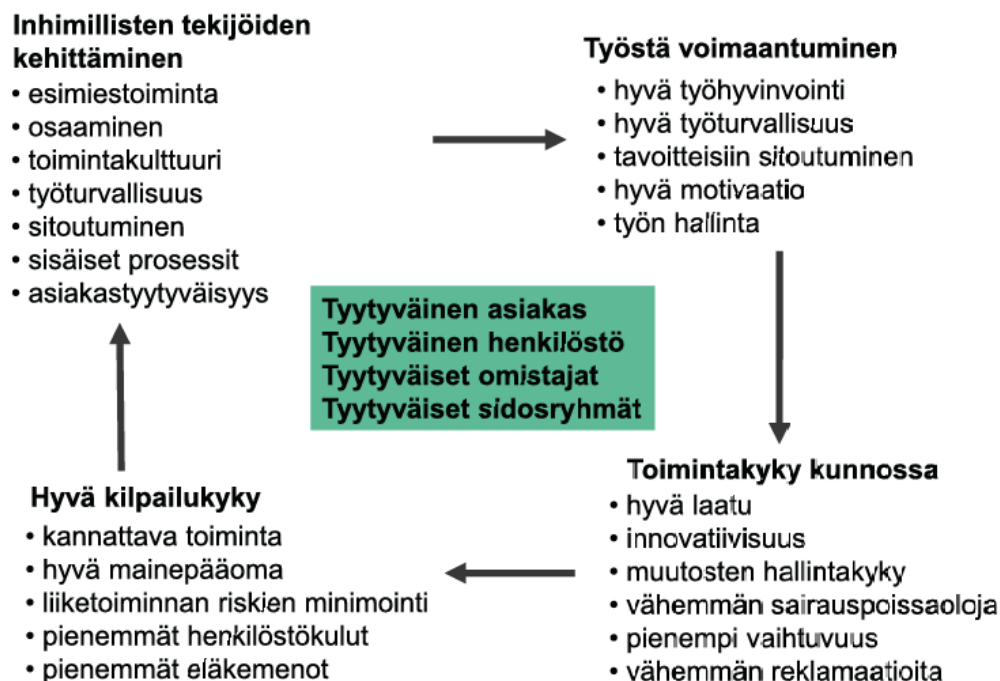 Inhimillisten tekijöiden
kehittäminen
• esimiestoiminta
• osaaminen
• toimintakulttuuri
• työturvallisuus
• sitoutuminen
• sisäiset prosessit
• asiakastyytyväisyys
Työstä voimaantuminen
• hyvä työhyvinvointi
• hyvä työturvallisuus
• tavoitteisiin sitoutuminen
• hyvä motivaatio
• työn hallinta
Tyytyväinen asiakas
Tyytyväinen henkilöstö
Tyytyväiset omistajat
Tyytyväiset sidosryhmät
Toimintakyky kunnossa
• hyvä laatu
• innovatiivisuus
• muutosten hallintakyky
• vähemmän sairauspoissaoloja
• pienempi vaihtuvuus
• vähemmän reklamaatioita
Hyvä kilpailukyky
• kannattava toiminta
• hyvä mainepääoma
• liiketoiminnan riskien minimointi
• pienemmät henkilöstökulut
• pienemmät eläkemenot